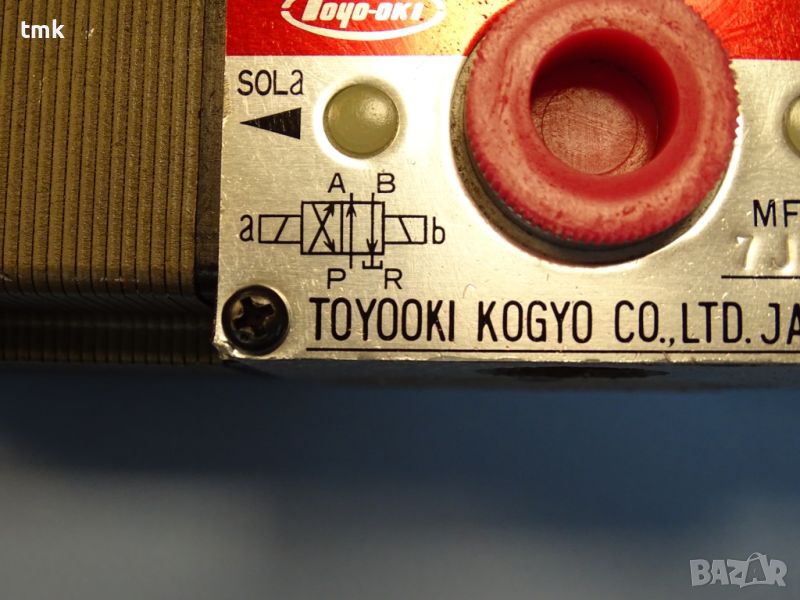 tmk
TOYO-OKI
SOLa
A B
a b
P R
MF
TOYOOKI KOGYO CO.,LTD. JA
BAZAR